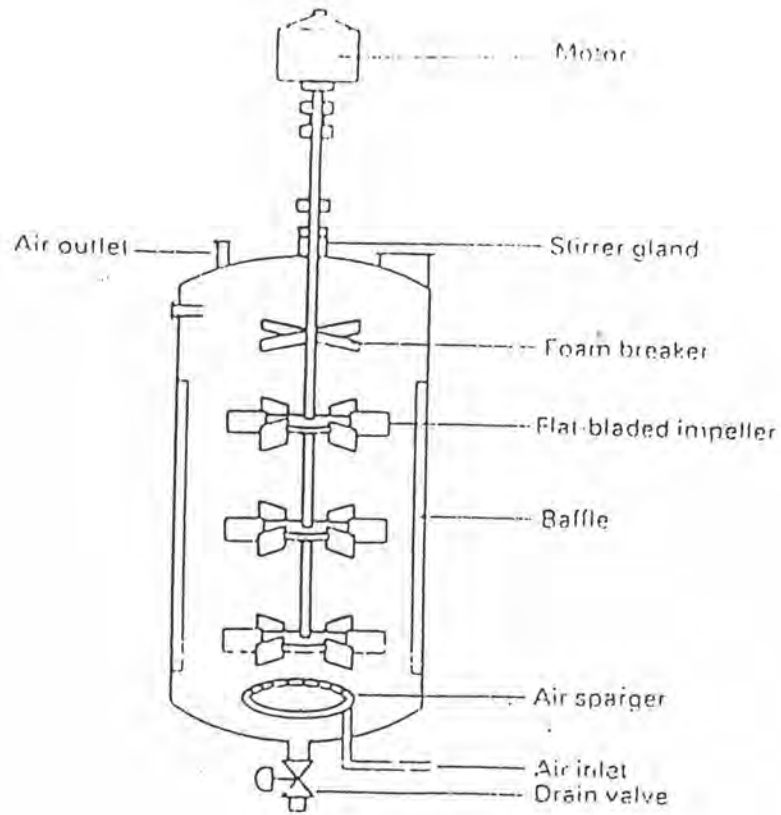 Motor
Air outlet
Stirrer gland
Foam breaker
Flat-bladed impeller
Baffle
Air sparger
Air inlet
Drain valve